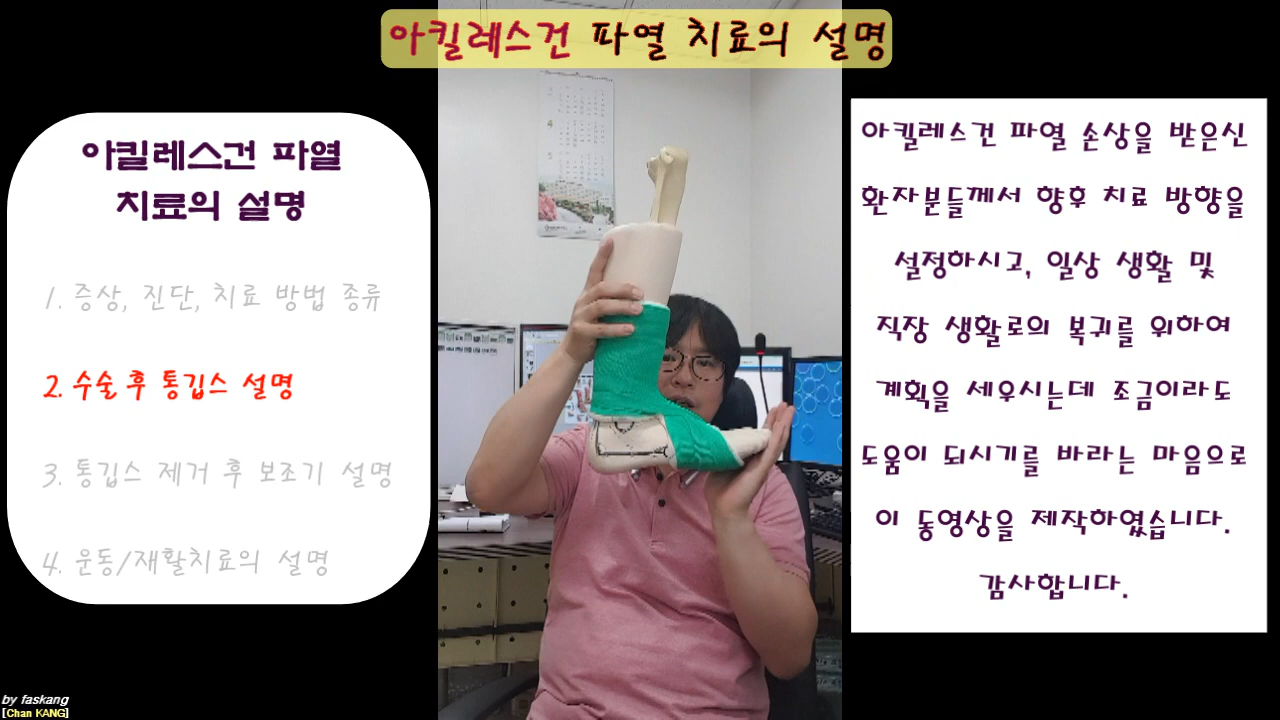 아킬레스건 파열 치료의 설명
아킬레스건 파열
치료의 설명
1. 증상, 진단, 치료 방법 종류
2. 수술 후 통깁스 설명
3. 통깁스 제거 후 보조기 설명
4. 운동/재활치료의 설명
아킬레스건 파열 손상을 받은신
환자분들께서 향후 치료 방향을
설정하시고, 일상 생활 및
직장 생활로의 복귀를 위하여
계획을 세우시는데 조금이라도
도움이 되시기를 바라는 마음으로
이 동영상을 제작하였습니다.
감사합니다.
by faskang
[Chan KANG]